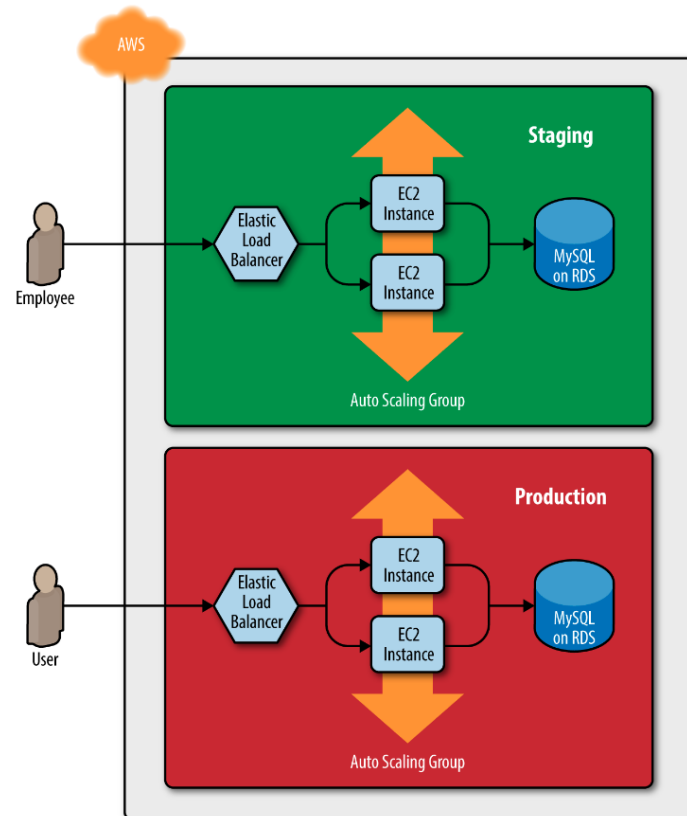 AWS
Staging
Employee
Elastic
Load
Balancer
EC2
Instance
EC2
Instance
MySQL
on RDS
Auto Scaling Group
Production
User
Elastic
Load
Balancer
EC2
Instance
EC2
Instance
MySQL
on RDS
Auto Scaling Group